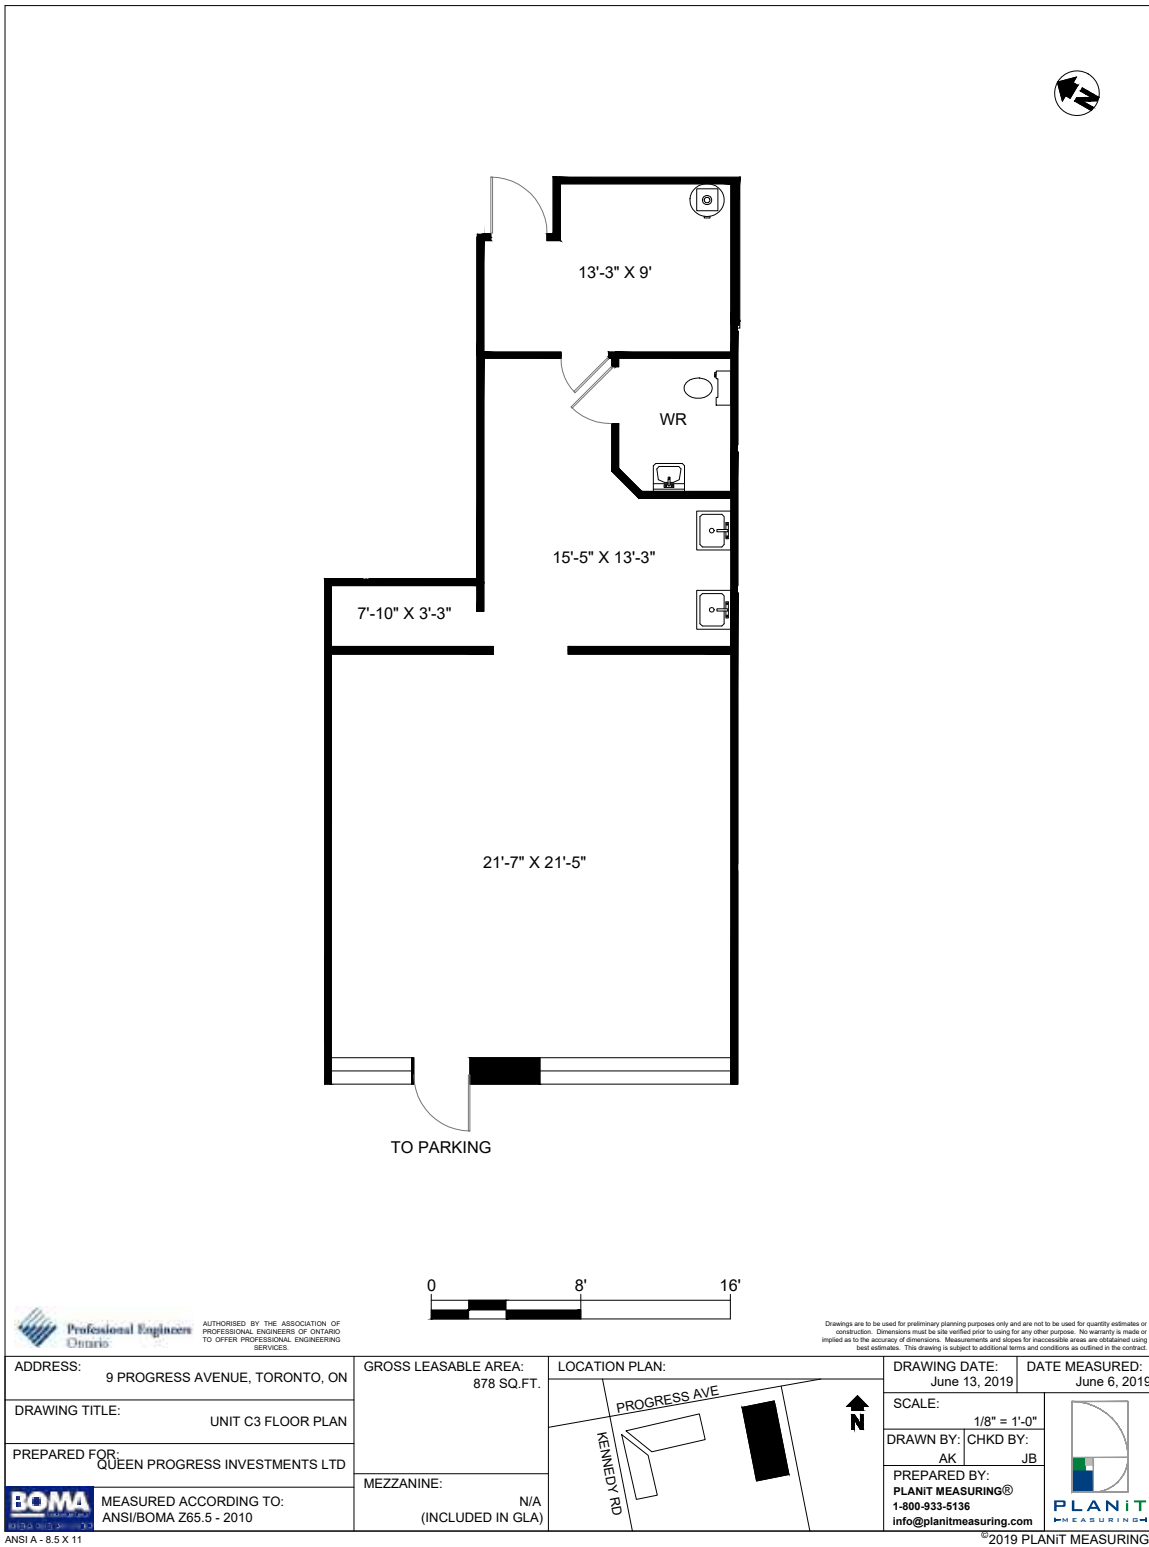 N
13'-3" X 9'
WR
15'-5" X 13'-3"
7'-10" X 3'-3"
21'-7" X 21'-5"
TO PARKING
0 8' 16'
Professional Engineers
Ontario
AUTHORISED BY THE ASSOCIATION OF
PROFESSIONAL ENGINEERS OF ONTARIO
TO OFFER PROFESSIONAL ENGINEERING
SERVICES.
Drawings are to be used for preliminary planning purposes only and are not to be used for quantity estimates or
construction. Dimensions must be site verified prior to using for any other purpose. No warranty is made or
implied as to the accuracy of dimensions. Measurements and slopes for inaccessible areas are obtained using
best estimates. This drawing is subject to additional terms and conditions as outlined in the contract.
ADDRESS:
9 PROGRESS AVENUE, TORONTO, ON
DRAWING TITLE:
UNIT C3 FLOOR PLAN
PREPARED FOR:
QUEEN PROGRESS INVESTMENTS LTD
BOMA
MEASURED ACCORDING TO:
ANSI/BOMA Z65.5 - 2010
GROSS LEASABLE AREA:
878 SQ.FT.
MEZZANINE:
N/A
(INCLUDED IN GLA)
LOCATION PLAN:
PROGRESS AVE
KENNEDY RD
N
DRAWING DATE:
June 13, 2019
DATE MEASURED:
June 6, 2019
SCALE:
1/8" = 1'-0"
DRAWN BY:
AK
CHKD BY:
JB
PREPARED BY:
PLANiT MEASURING®
1-800-933-5136
info@planitmeasuring.com
PLANiT
MEASURING
ANSI A - 8.5 X 11
©2019 PLANiT MEASURING